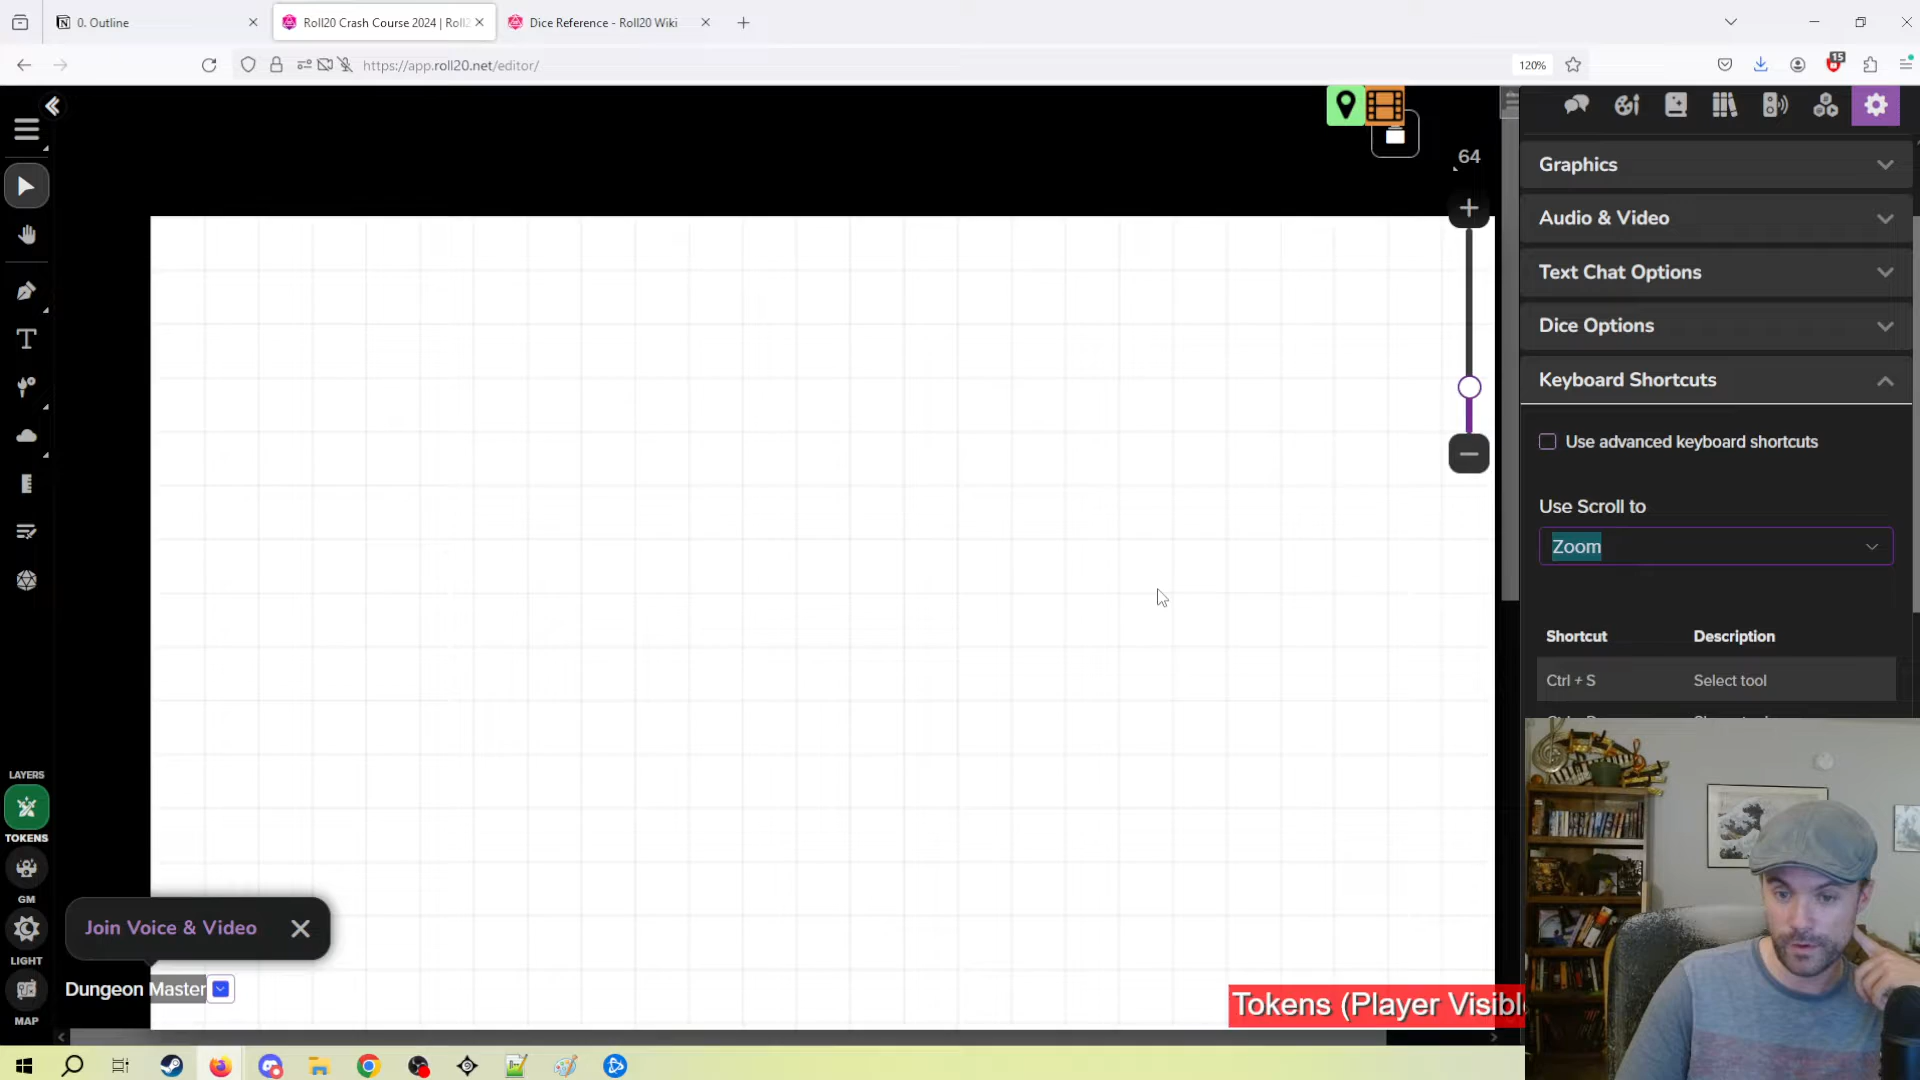 0. Outline
Roll20 Crash Course 2024 | Roll2
Dice Reference - Roll20 Wiki
https://app.roll20.net/editor/
120%
15
64
Graphics
Audio & Video
Text Chat Options
Dice Options
Keyboard Shortcuts
Use advanced keyboard shortcuts
Use Scroll to
Zoom
Shortcut Description
Ctrl + S Select tool
LAYERS
TOKENS
GM
LIGHT
MAP
Join Voice & Video
Dungeon Master
Tokens (Player Visibl